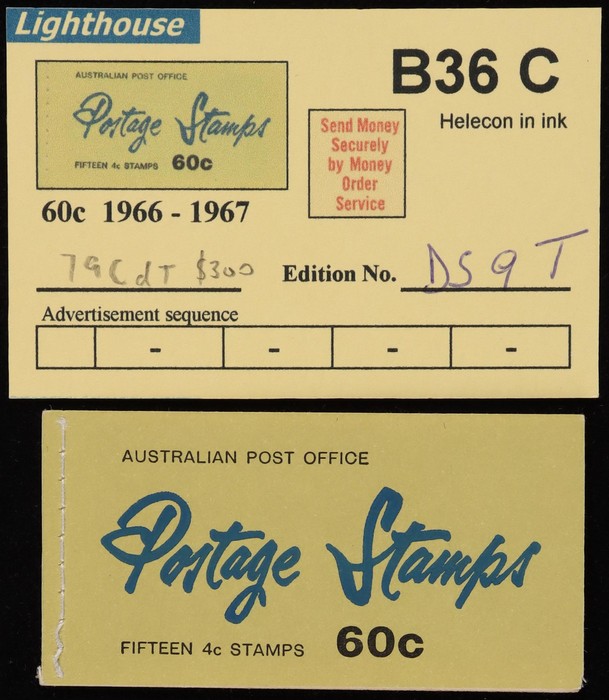 Lighthouse
AUSTRALIAN POST OFFICE
Postage Stamps
FIFTEEN 4c STAMPS 60c
60c 1966 - 1967
B36 C
Helecon in ink
Send Money
Securely
by Money
Order
Service
79CdT $300
Edition No. DS9T
Advertisement sequence
- - - -
AUSTRALIAN POST OFFICE
Postage Stamps
FIFTEEN 4c STAMPS 60c